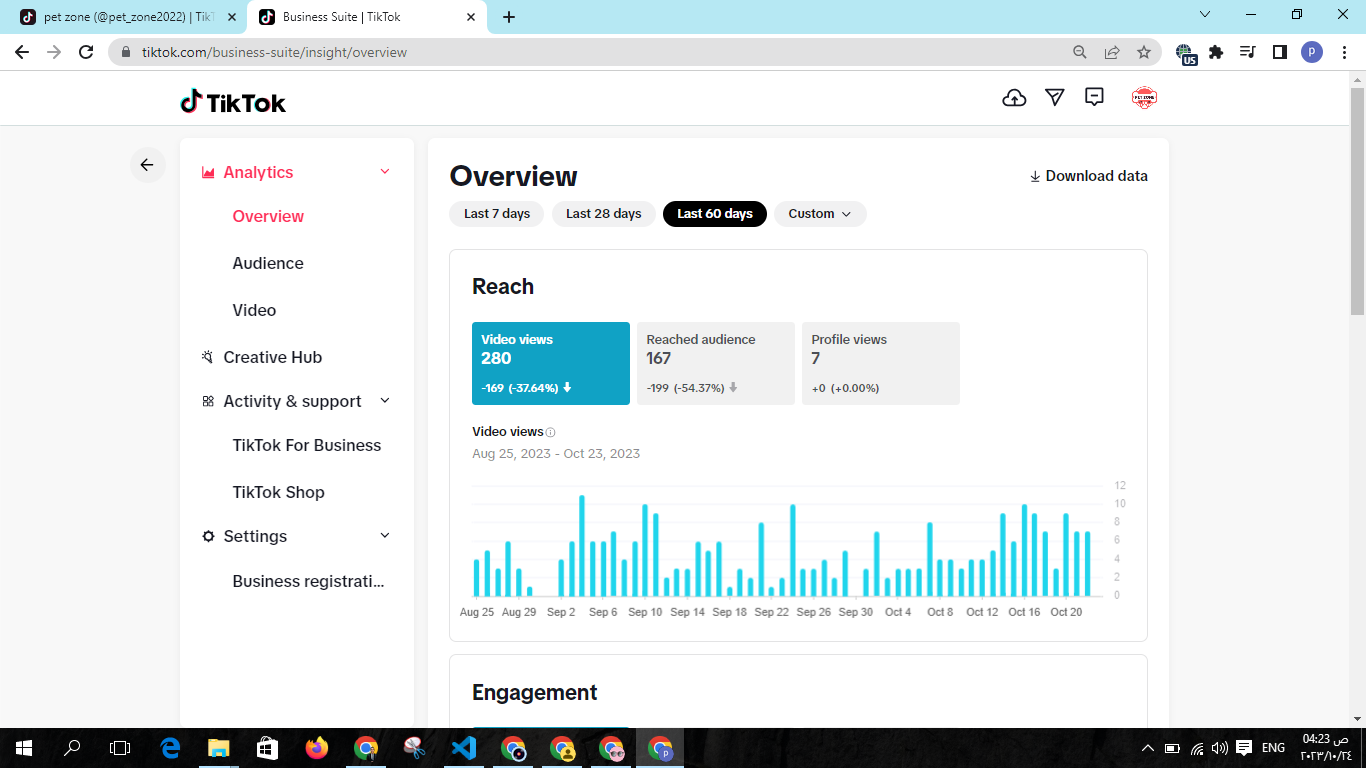 pet zone (@pet_zone2022) | Tik
Business Suite | TikTok
tiktok.com/business-suite/insight/overview
US
p
TikTok
PET ZONE
Analytics
Overview
Audience
Video
Creative Hub
Activity & support
TikTok For Business
TikTok Shop
Settings
Business registrati...
Overview
Download data
Last 7 days
Last 28 days
Last 60 days
Custom
Reach
Video views
280
-169 (-37.64%)
Reached audience
167
-199 (-54.37%)
Profile views
7
+0 (+0.00%)
Video views
Aug 25, 2023 - Oct 23, 2023
12
10
8
6
4
2
0
Aug 25 Aug 29 Sep 2 Sep 6 Sep 10 Sep 14 Sep 18 Sep 22 Sep 26 Sep 30 Oct 4 Oct 8 Oct 12 Oct 16 Oct 20
Engagement
p
ENG
04:23 ص
٢٠٢٣/١٠/٢٤